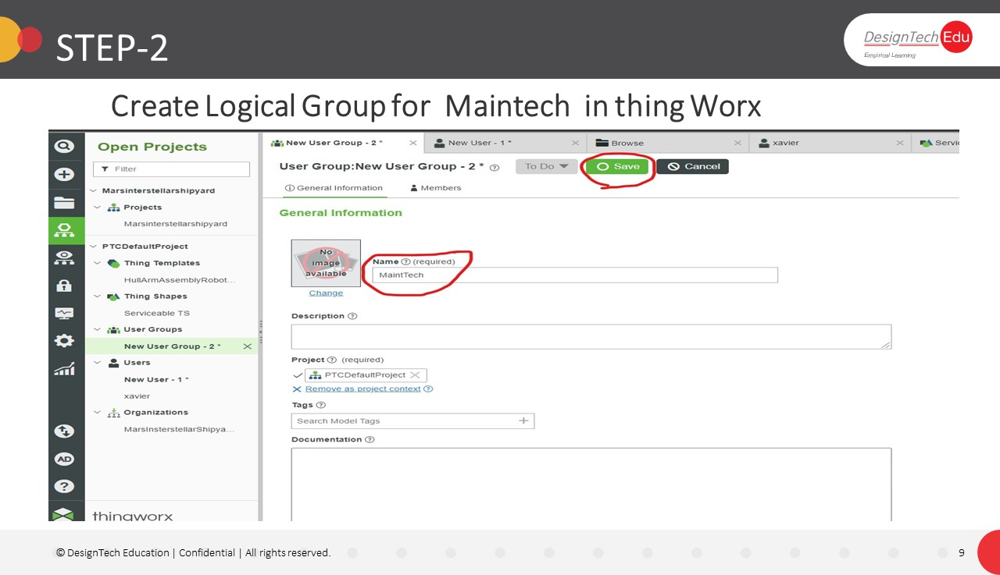 STEP-2
DesignTech Edu
Empirical Learning
Create Logical Group for Maintech in thing Worx
Open Projects
Filter
Marsinterstellarshipyard
Projects
Marsinterstellarshipyard
PTCDefaultProject
Thing Templates
HullArmAssemblyRobot...
Thing Shapes
Serviceable TS
User Groups
New User Group - 2 *
Users
New User - 1 *
xavier
Organizations
MarsInsterstellarShipya...
AD
thingworx
New User Group - 2 *
New User - 1 *
Browse
xavier
Servic
User Group:New User Group - 2 *
To Do
Save
Cancel
General Information
Members
General Information
No image available
Change
Name (required)
MaintTech
Description
Project (required)
PTCDefaultProject
Remove as project context
Tags
Search Model Tags
Documentation
© DesignTech Education | Confidential | All rights reserved.
9